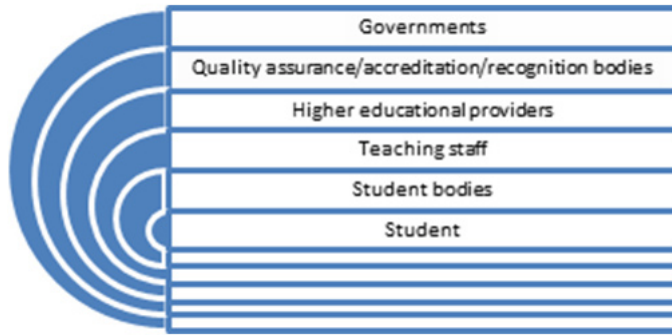 Governments
Quality assurance/accreditation/recognition bodies
Higher educational providers
Teaching staff
Student bodies
Student